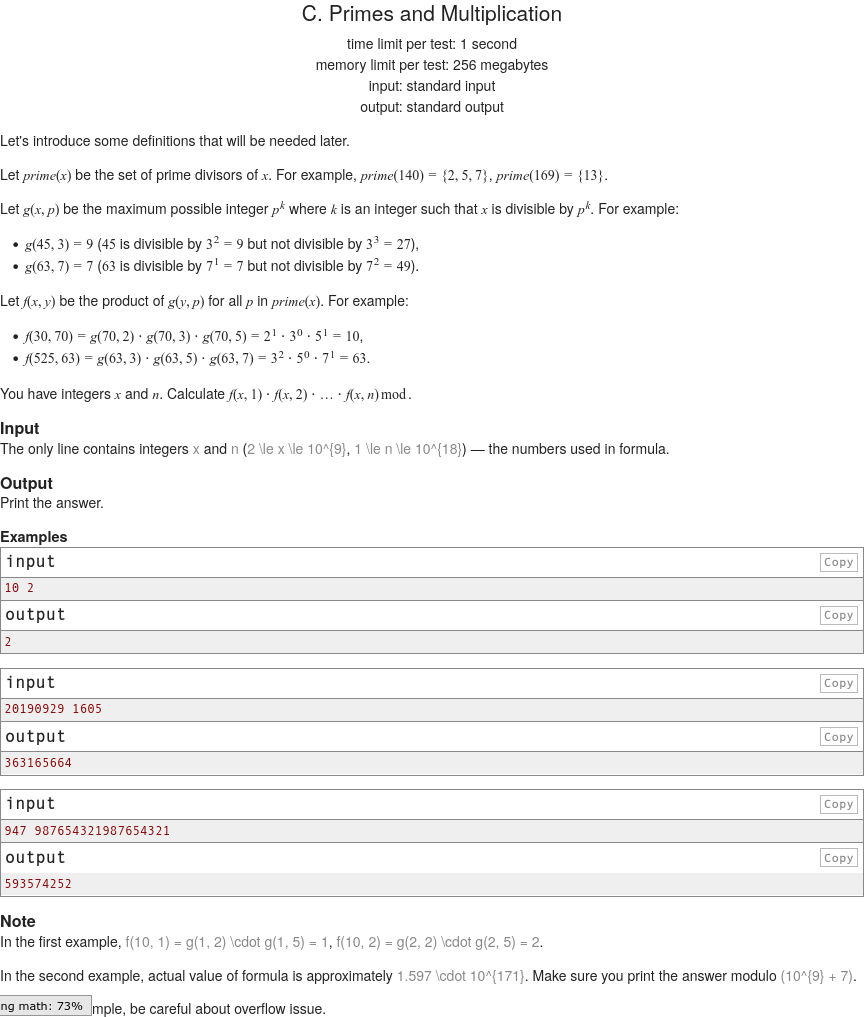 C. Primes and Multiplication
time limit per test: 1 second
memory limit per test: 256 megabytes
input: standard input
output: standard output
Let's introduce some definitions that will be needed later.
Let prime(x) be the set of prime divisors of x. For example, prime(140) = {2, 5, 7}, prime(169) = {13}.
Let g(x, p) be the maximum possible integer p^k where k is an integer such that x is divisible by p^k. For example:
• g(45, 3) = 9 (45 is divisible by 3^2 = 9 but not divisible by 3^3 = 27),
• g(63, 7) = 7 (63 is divisible by 7^1 = 7 but not divisible by 7^2 = 49).
Let f(x, y) be the product of g(y, p) for all p in prime(x). For example:
• f(30, 70) = g(70, 2) · g(70, 3) · g(70, 5) = 2^1 · 3^0 · 5^1 = 10,
• f(525, 63) = g(63, 3) · g(63, 5) · g(63, 7) = 3^2 · 5^0 · 7^1 = 63.
You have integers x and n. Calculate f(x, 1) · f(x, 2) · … · f(x, n) mod .
Input
The only line contains integers x and n (2 \le x \le 10^{9}, 1 \le n \le 10^{18}) — the numbers used in formula.
Output
Print the answer.
Examples
input Copy
10 2
output Copy
2
input Copy
20190929 1605
output Copy
363165664
input Copy
947 987654321987654321
output Copy
593574252
Note
In the first example, f(10, 1) = g(1, 2) \cdot g(1, 5) = 1, f(10, 2) = g(2, 2) \cdot g(2, 5) = 2.
In the second example, actual value of formula is approximately 1.597 \cdot 10^{171}. Make sure you print the answer modulo (10^{9} + 7).
ng math: 73% mple, be careful about overflow issue.